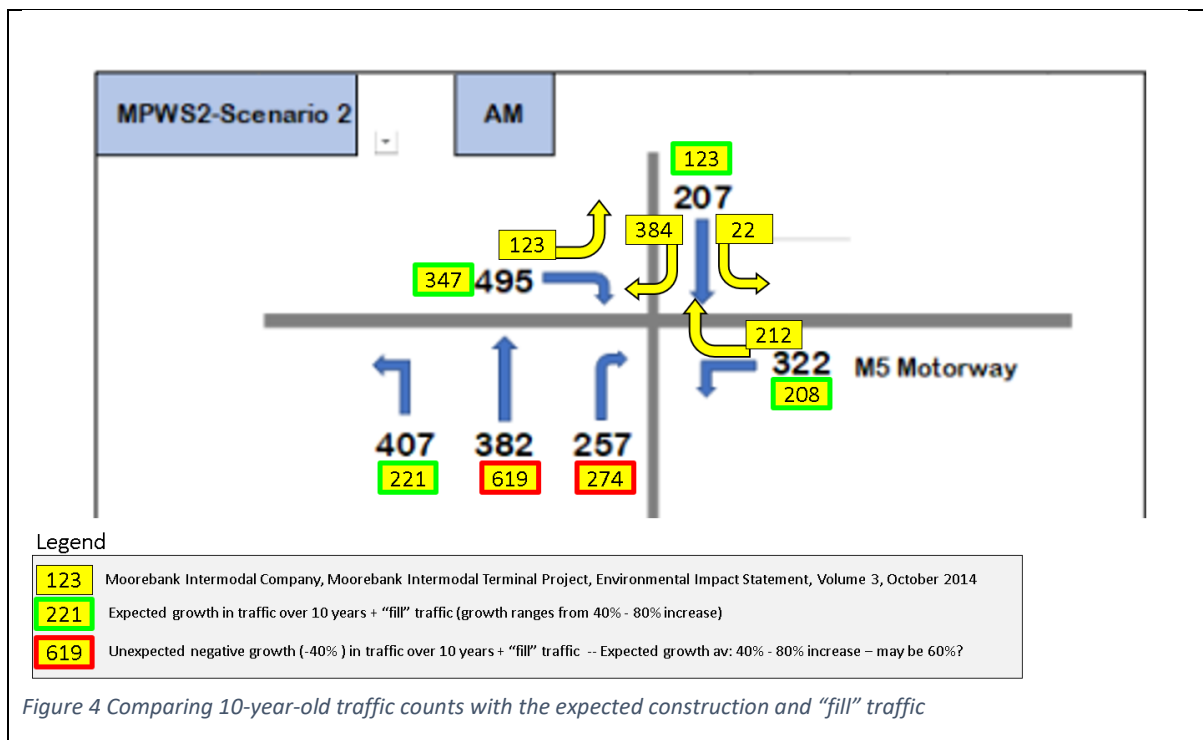 MPWS2-Scenario 2
AM
123
207
384
22
123
347
495
212
322
M5 Motorway
208
407
382
257
221
619
274
Legend
123 Moorebank Intermodal Company, Moorebank Intermodal Terminal Project, Environmental Impact Statement, Volume 3, October 2014
221 Expected growth in traffic over 10 years + “fill” traffic (growth ranges from 40% - 80% increase)
619 Unexpected negative growth (-40% ) in traffic over 10 years + “fill” traffic -- Expected growth av: 40% - 80% increase – may be 60%?
Figure 4 Comparing 10-year-old traffic counts with the expected construction and “fill” traffic